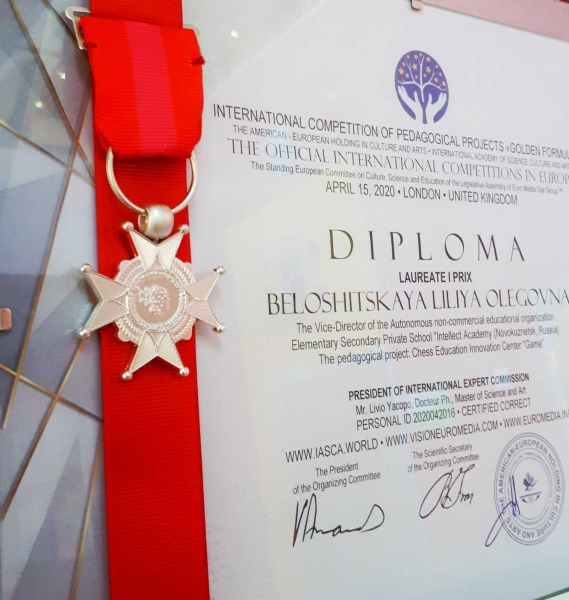 INTERNATIONAL COMPETITION OF PEDAGOGICAL PROJECTS «GOLDEN FORMUL
THE AMERICAN - EUROPEAN HOLDING IN CULTURE AND ARTS • INTERNATIONAL ACADEMY OF SCIENCE, CULTURE AND ART
THE OFFICIAL INTERNATIONAL COMPETITIONS IN EUROP
The Standing European Committee on Culture, Science and Education of the Legislative Assembly of Euro Media Star Group™
APRIL 15, 2020 • LONDON • UNITED KINGDOM
DIPLOMA
LAUREATE I PRIX
BELOSHITSKAYA LILIYA OLEGOVNA
The Vice-Director of the Autonomous non-commercial educational organization
Elementary Secondary Private School "Intellect Academy (Novokuznetsk, Russia)
The pedagogical project: Chess Education Innovation Center "Game"
PRESIDENT OF INTERNATIONAL EXPERT COMMISSION
Mr. Livio Yacopo, Docteur Ph., Master of Science and Art
PERSONAL ID 2020042016 • CERTIFIED CORRECT
WWW.IASCA.WORLD • WWW.VISIONEUROMEDIA.COM • WWW.EUROMEDIA.IN
The President
of the Organizing Committee
The Scientific Secretary
of the Organizing Committee
THE AMERICAN-EUROPEAN HOLDING IN CULTURE AND ARTS